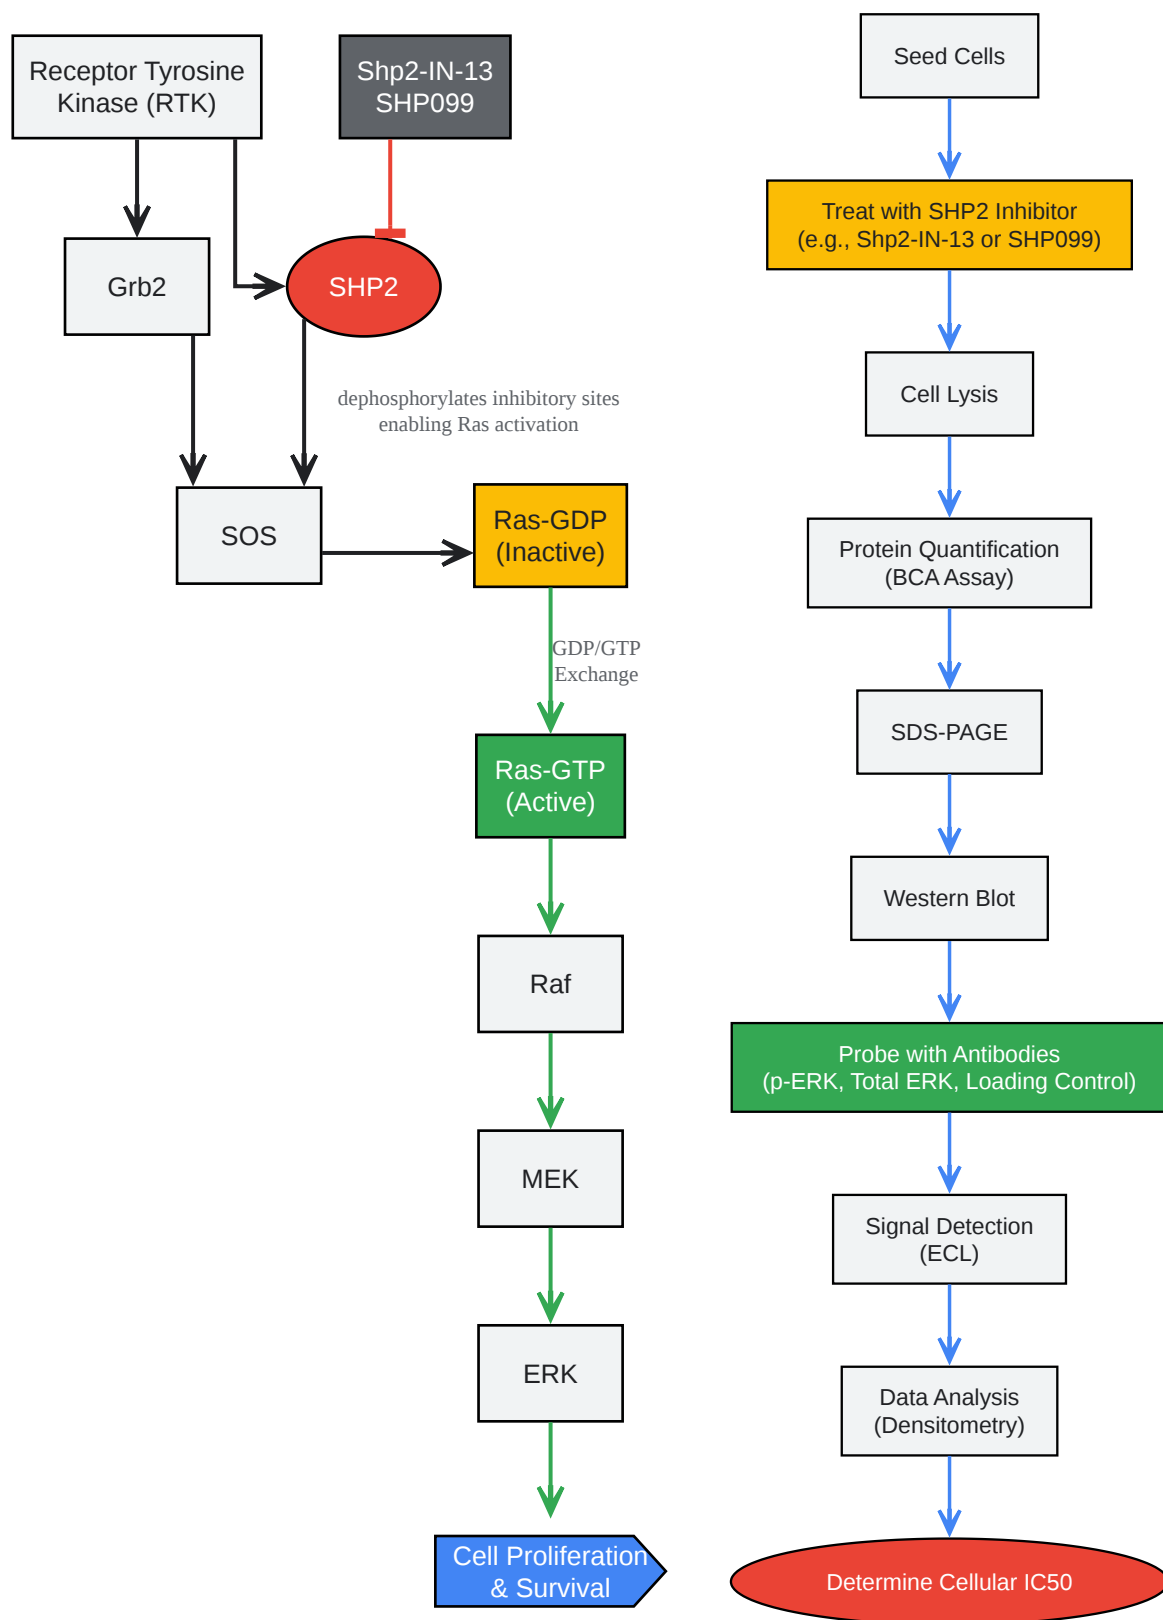 Receptor Tyrosine
Kinase (RTK)
Shp2-IN-13
SHP099
Grb2
SHP2
dephosphorylates inhibitory sites
enabling Ras activation
SOS
Ras-GDP
(Inactive)
GDP/GTP
Exchange
Ras-GTP
(Active)
Raf
MEK
ERK
Cell Proliferation
& Survival
Seed Cells
Treat with SHP2 Inhibitor
(e.g., Shp2-IN-13 or SHP099)
Cell Lysis
Protein Quantification
(BCA Assay)
SDS-PAGE
Western Blot
Probe with Antibodies
(p-ERK, Total ERK, Loading Control)
Signal Detection
(ECL)
Data Analysis
(Densitometry)
Determine Cellular IC50